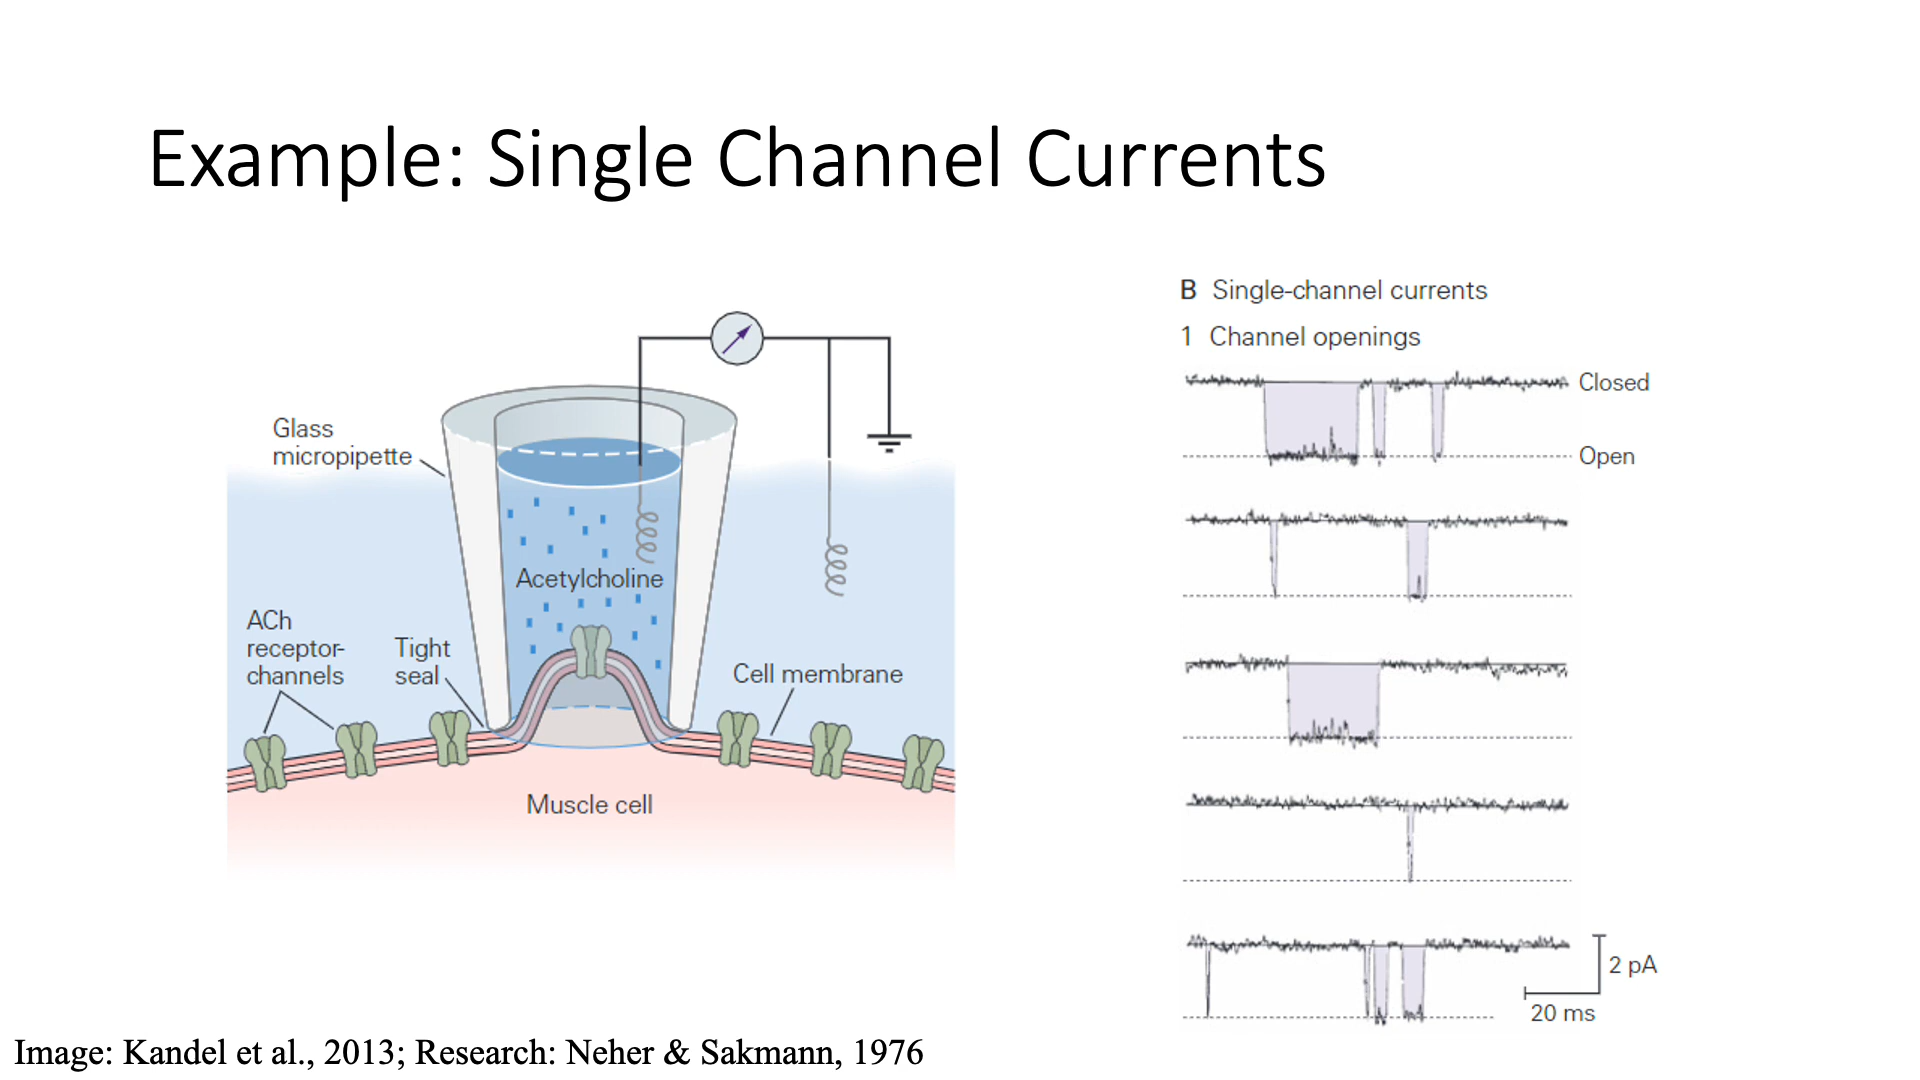 Example: Single Channel Currents
Glass
micropipette
Acetylcholine
ACh
receptor-
channels
Tight
seal
Cell membrane
Muscle cell
B Single-channel currents
1 Channel openings
Closed
Open
2 pA
20 ms
Image: Kandel et al., 2013; Research: Neher & Sakmann, 1976